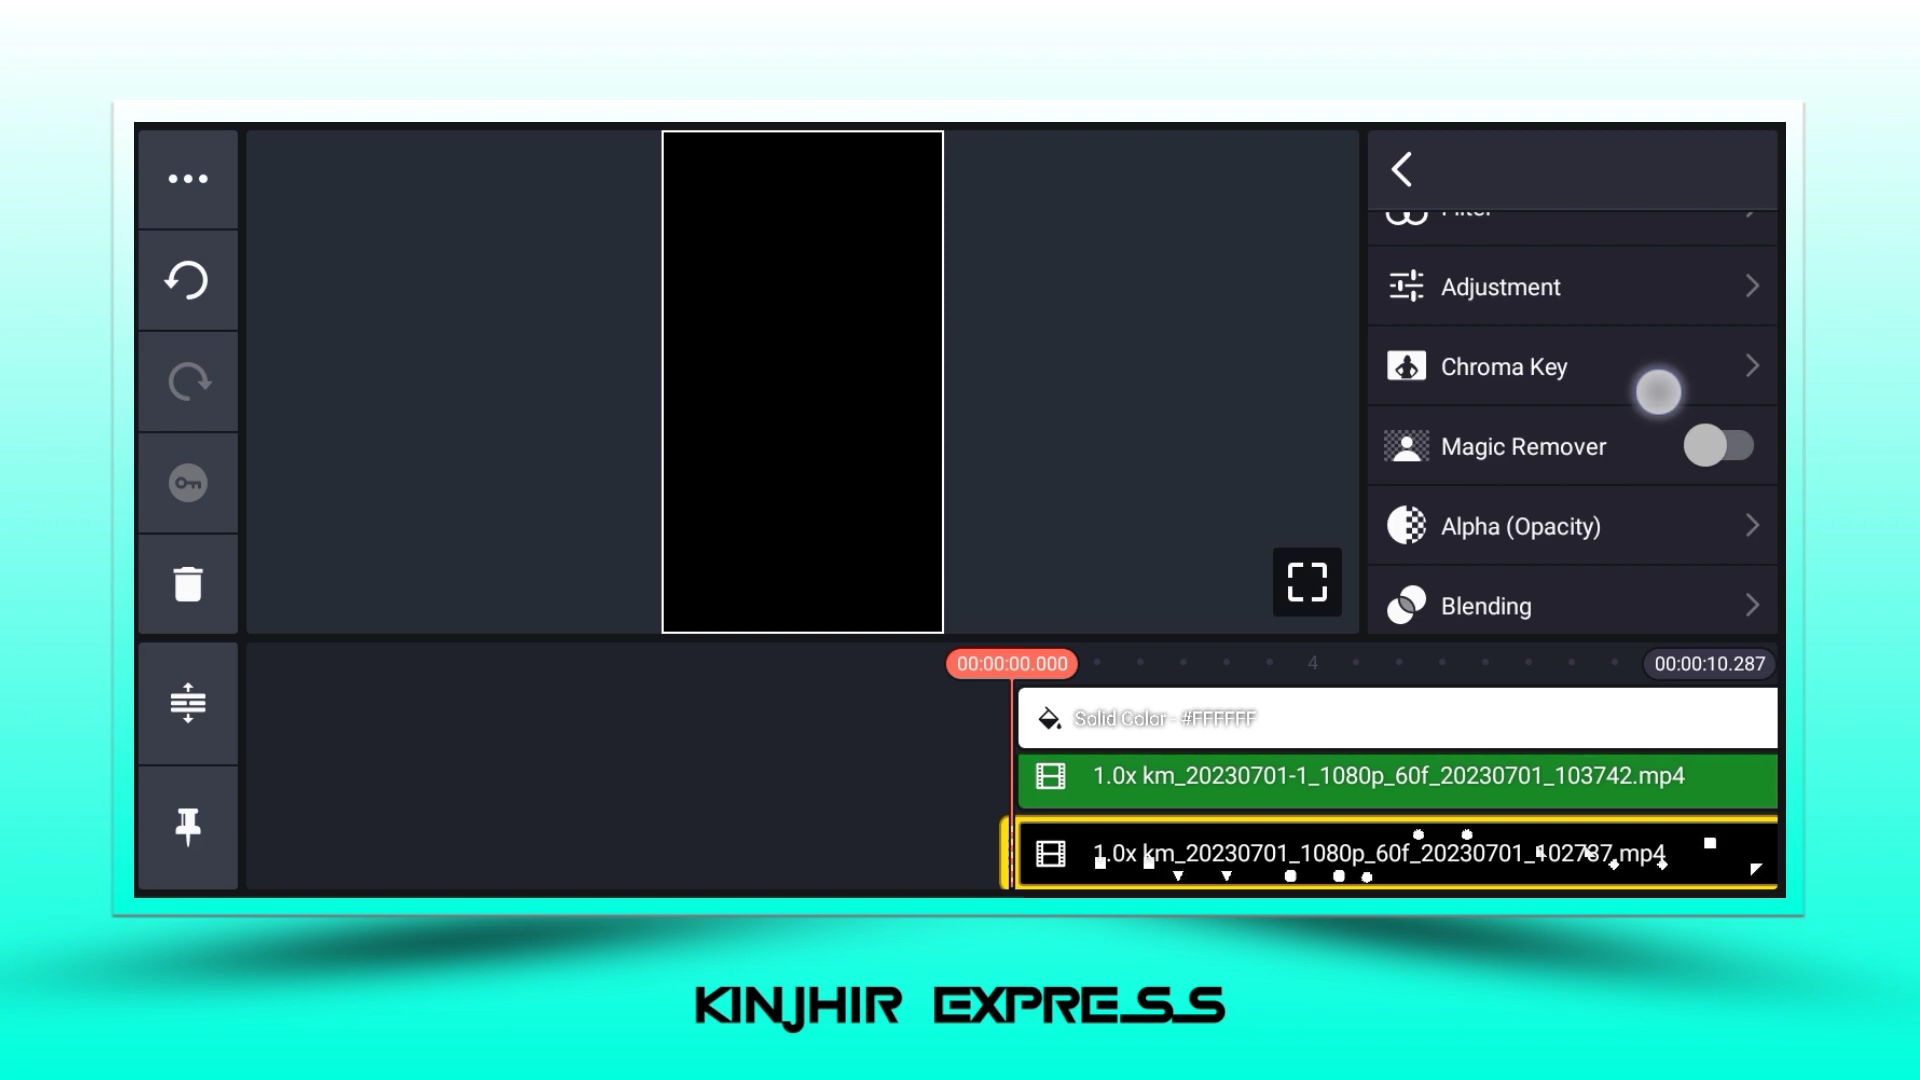 Filter
Adjustment
Chroma Key
Magic Remover
Alpha (Opacity)
Blending
00:00:00.000
4
00:00:10.287
Solid Color - #FFFFFF
1.0x km_20230701-1_1080p_60f_20230701_103742.mp4
1.0x km_20230701_1080p_60f_20230701_102737.mp4
KINJHIR EXPRESS